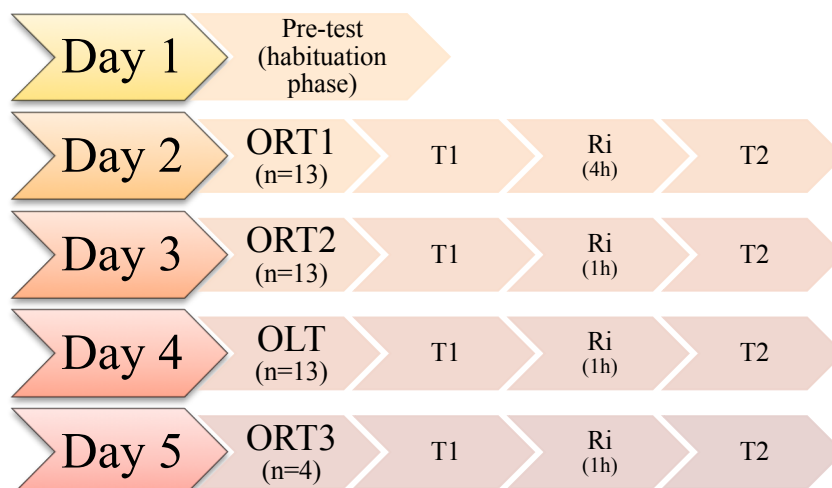 Day 1
Pre-test
(habituation
phase)
Day 2
ORT1
(n=13)
T1
Ri
(4h)
T2
Day 3
ORT2
(n=13)
T1
Ri
(1h)
T2
Day 4
OLT
(n=13)
T1
Ri
(1h)
T2
Day 5
ORT3
(n=4)
T1
Ri
(1h)
T2